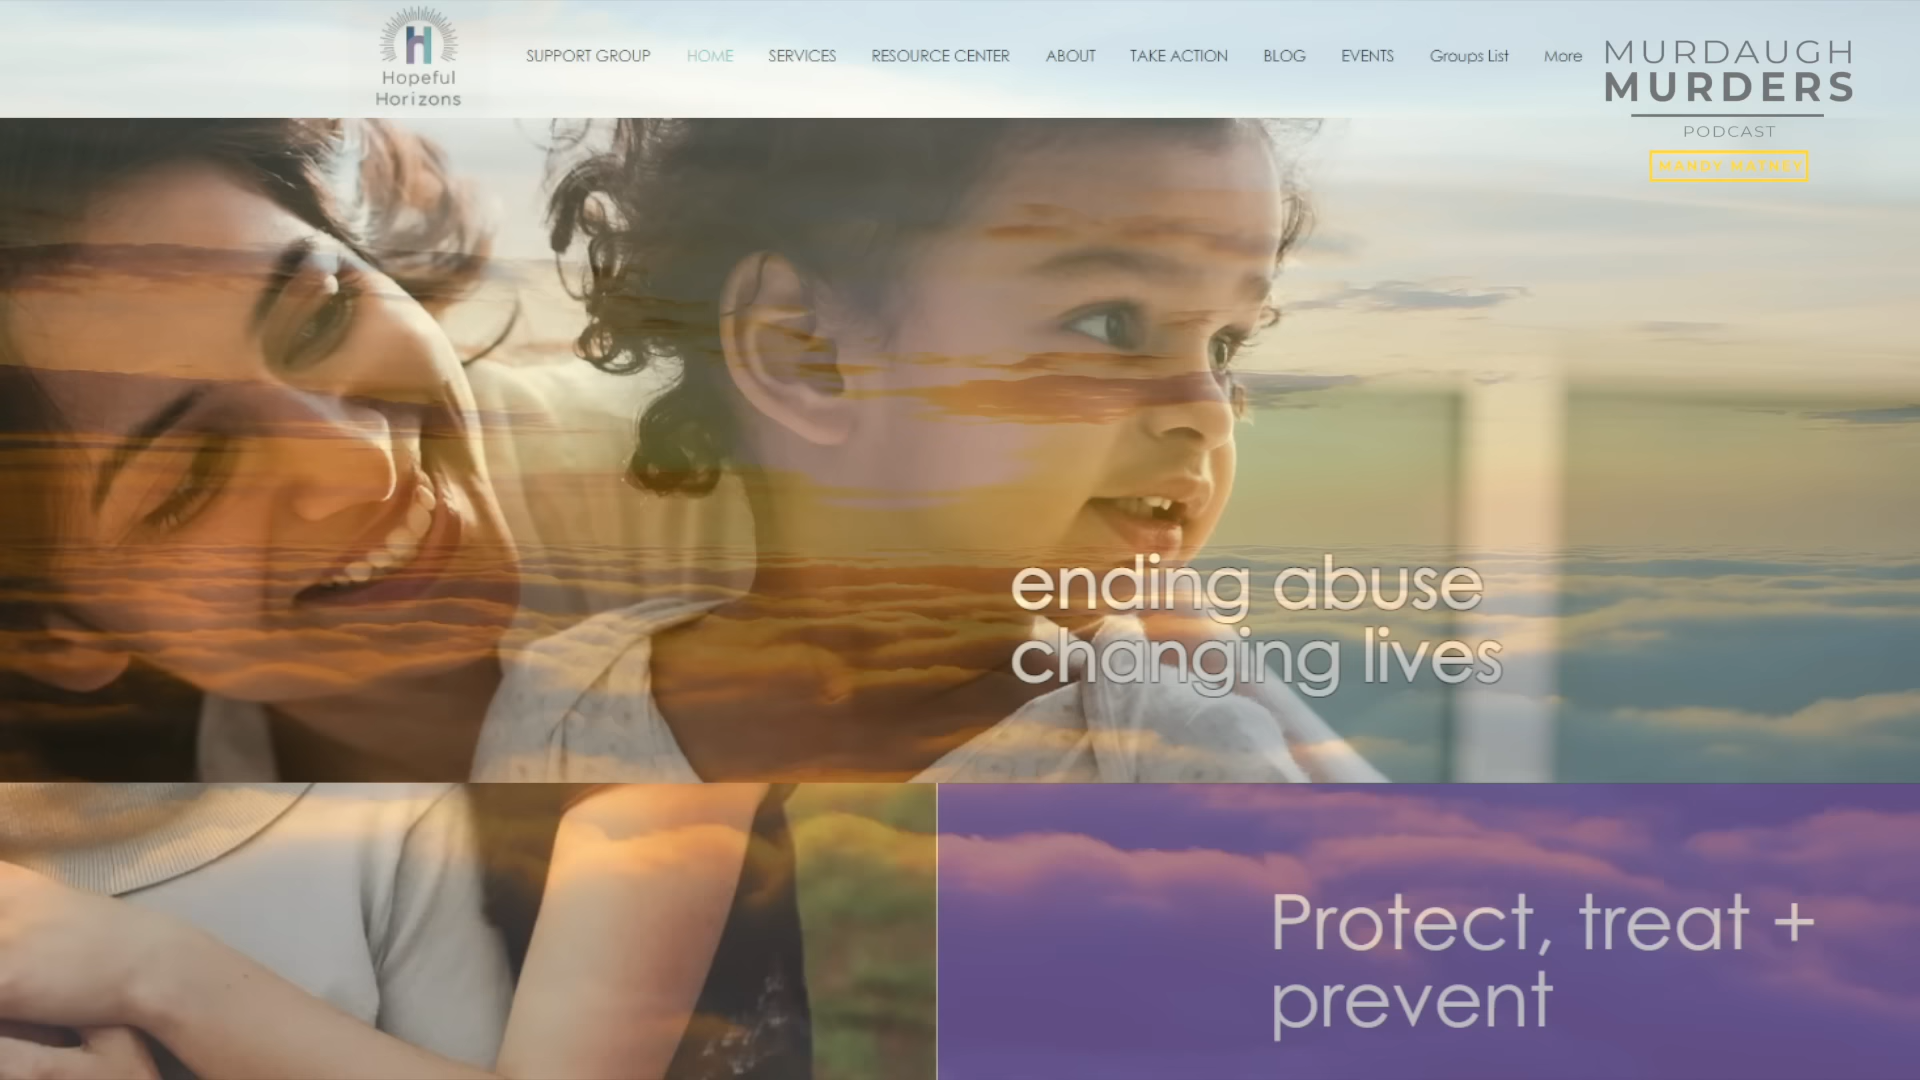 Hopeful
Horizons
SUPPORT GROUP
HOME
SERVICES
RESOURCE CENTER
ABOUT
TAKE ACTION
BLOG
EVENTS
Groups List
More
MURDAUGH
MURDERS
PODCAST
MANDY MATNEY
ending abuse
changing lives
Protect, treat +
prevent